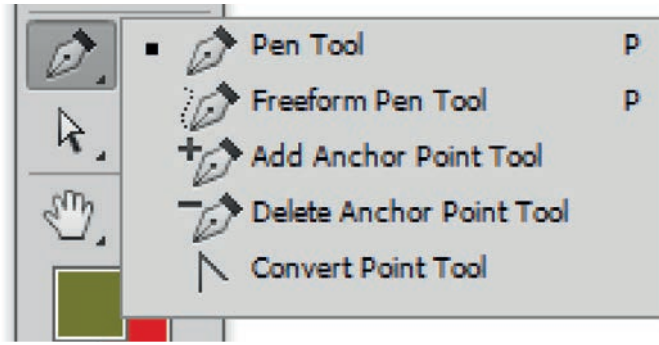 Pen Tool P
Freeform Pen Tool P
Add Anchor Point Tool
Delete Anchor Point Tool
Convert Point Tool